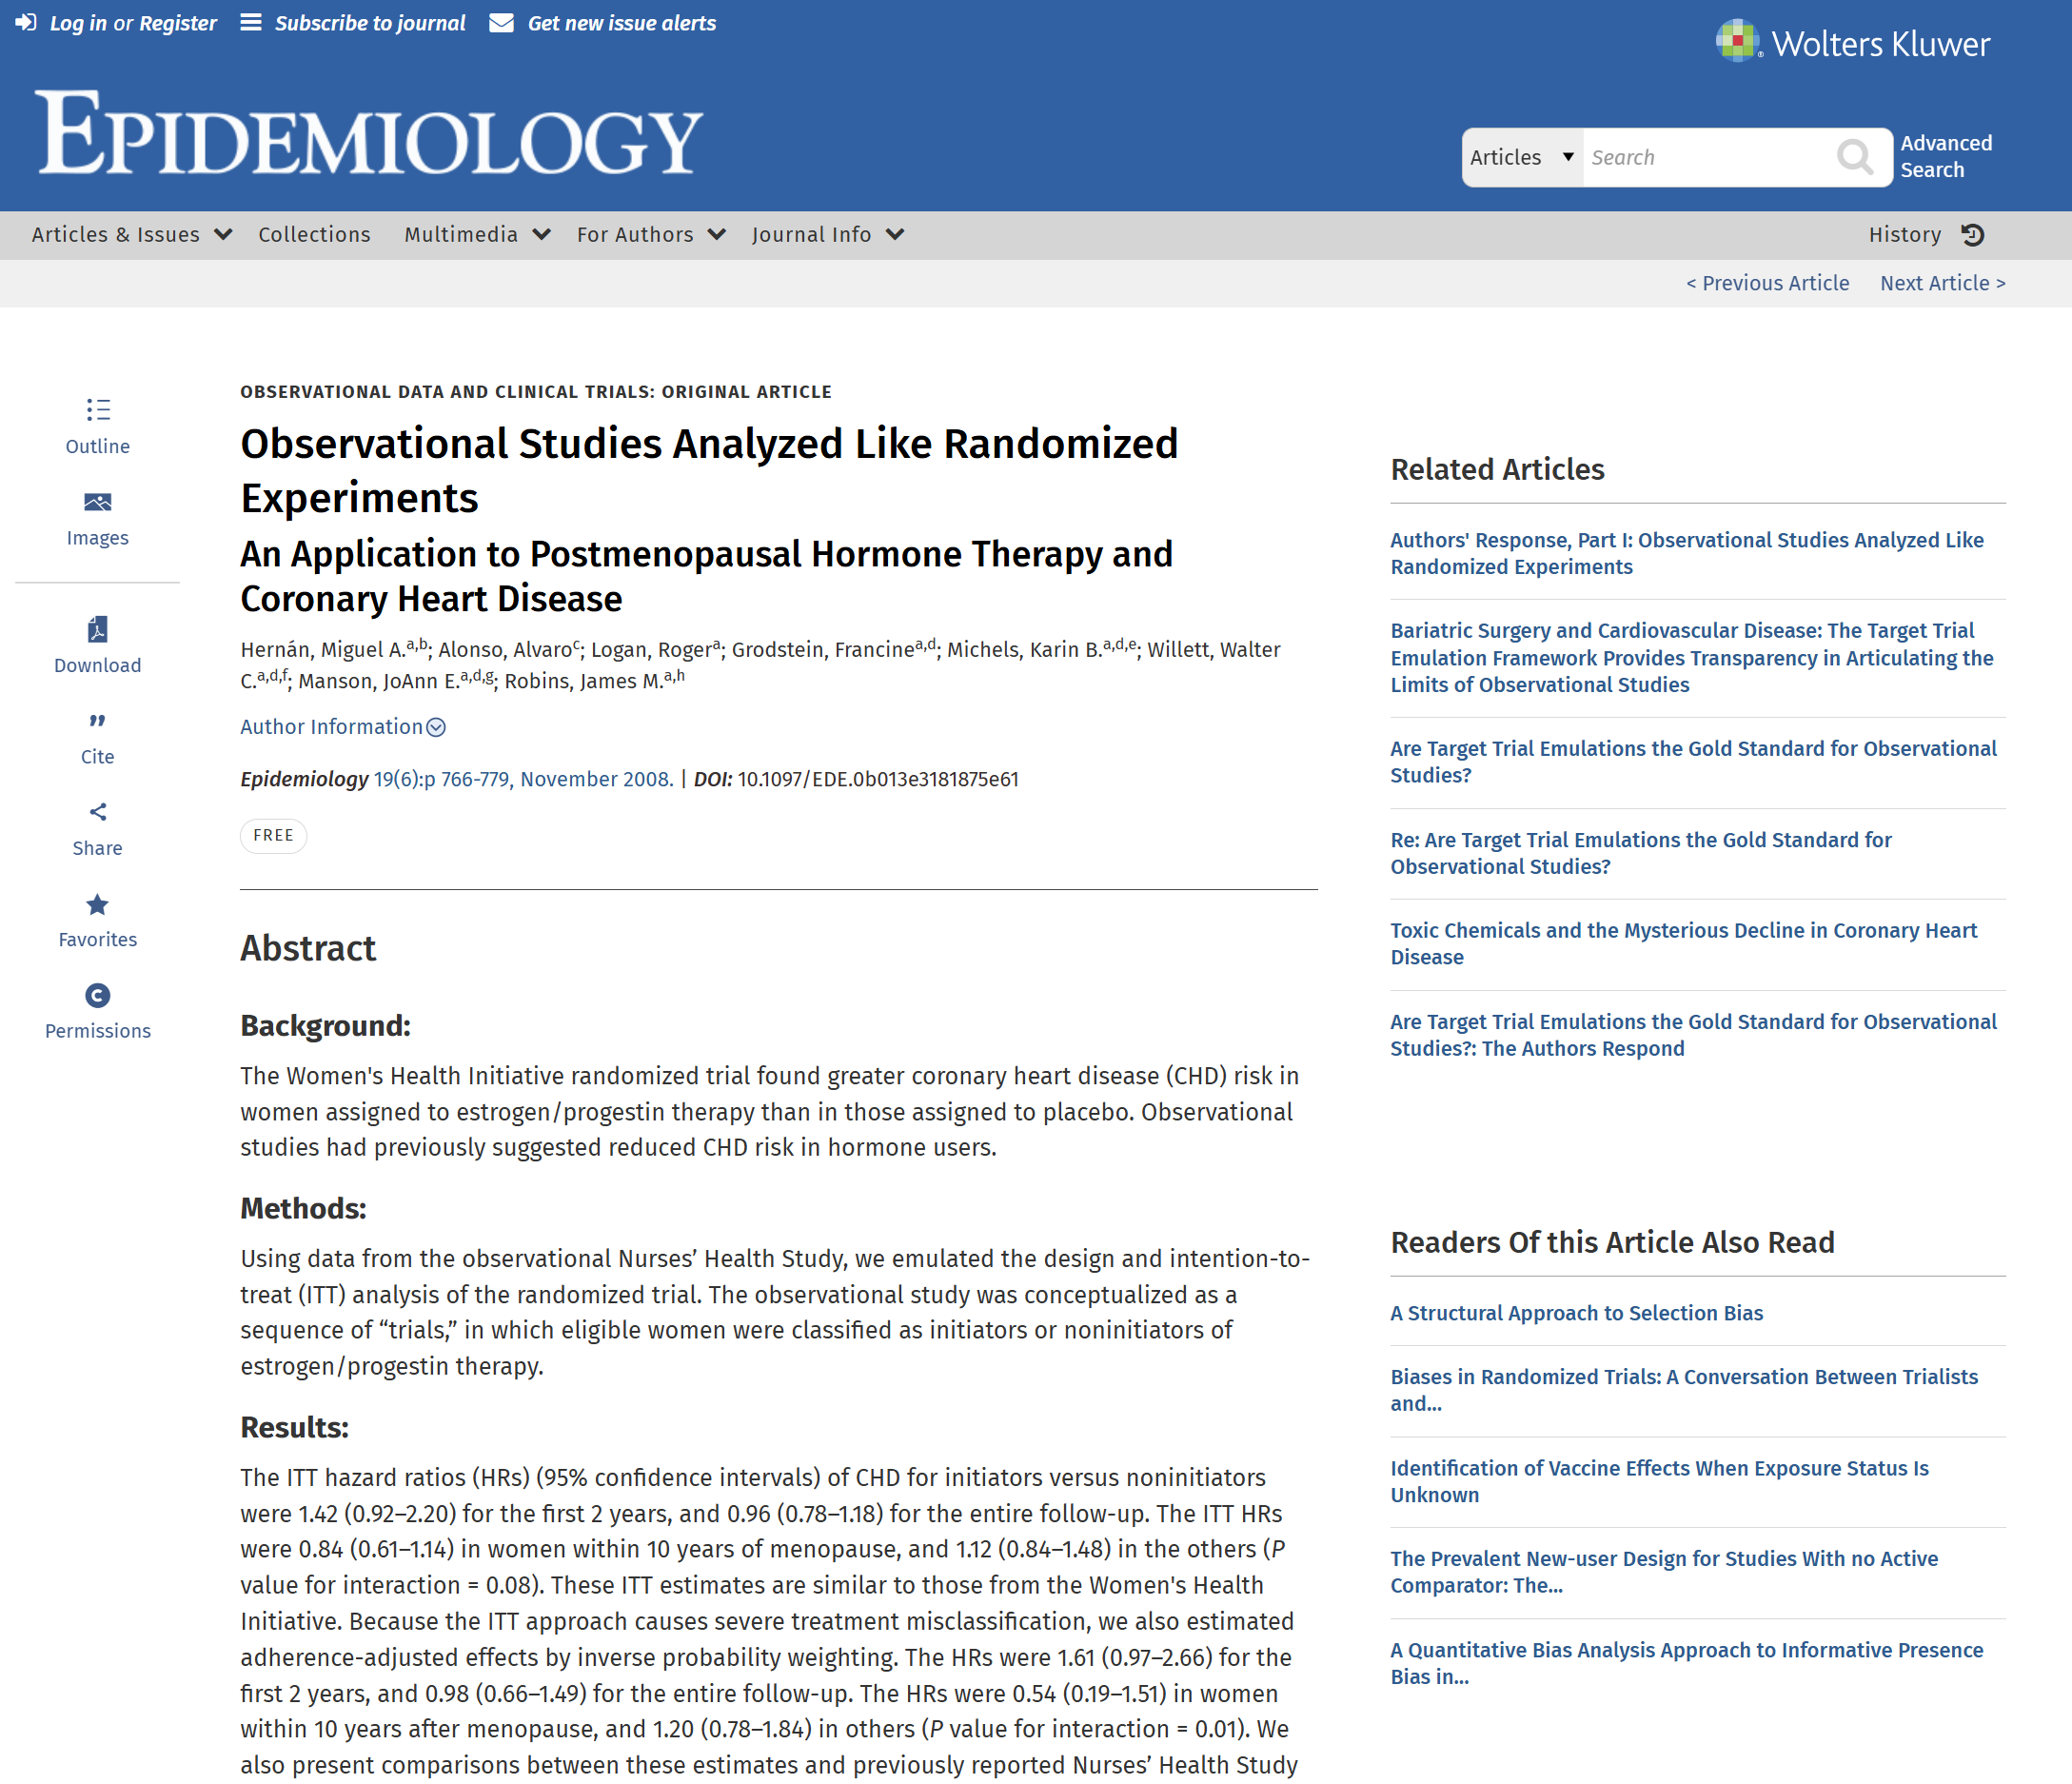 Log in or Register Subscribe to journal Get new issue alerts
Wolters Kluwer
EPIDEMIOLOGY
Articles ▼ Search
Advanced
Search
Articles & Issues Collections Multimedia For Authors Journal Info History
< Previous Article Next Article >
Outline
Images
Download
Cite
Share
Favorites
Permissions
OBSERVATIONAL DATA AND CLINICAL TRIALS: ORIGINAL ARTICLE
Observational Studies Analyzed Like Randomized
Experiments
An Application to Postmenopausal Hormone Therapy and
Coronary Heart Disease
Hernán, Miguel A.a,b; Alonso, Alvaroc; Logan, Rogera; Grodstein, Francinea,d; Michels, Karin B.a,d,e; Willett, Walter
C.a,d,f; Manson, JoAnn E.a,d,g; Robins, James M.a,h
Author Information
Epidemiology 19(6):p 766-779, November 2008. | DOI: 10.1097/EDE.0b013e3181875e61
FREE
Abstract
Background:
The Women's Health Initiative randomized trial found greater coronary heart disease (CHD) risk in
women assigned to estrogen/progestin therapy than in those assigned to placebo. Observational
studies had previously suggested reduced CHD risk in hormone users.
Methods:
Using data from the observational Nurses’ Health Study, we emulated the design and intention-to-
treat (ITT) analysis of the randomized trial. The observational study was conceptualized as a
sequence of “trials,” in which eligible women were classified as initiators or noninitiators of
estrogen/progestin therapy.
Results:
The ITT hazard ratios (HRs) (95% confidence intervals) of CHD for initiators versus noninitiators
were 1.42 (0.92–2.20) for the first 2 years, and 0.96 (0.78–1.18) for the entire follow-up. The ITT HRs
were 0.84 (0.61–1.14) in women within 10 years of menopause, and 1.12 (0.84–1.48) in the others (P
value for interaction = 0.08). These ITT estimates are similar to those from the Women's Health
Initiative. Because the ITT approach causes severe treatment misclassification, we also estimated
adherence-adjusted effects by inverse probability weighting. The HRs were 1.61 (0.97–2.66) for the
first 2 years, and 0.98 (0.66–1.49) for the entire follow-up. The HRs were 0.54 (0.19–1.51) in women
within 10 years after menopause, and 1.20 (0.78–1.84) in others (P value for interaction = 0.01). We
also present comparisons between these estimates and previously reported Nurses’ Health Study
Related Articles
Authors' Response, Part I: Observational Studies Analyzed Like
Randomized Experiments
Bariatric Surgery and Cardiovascular Disease: The Target Trial
Emulation Framework Provides Transparency in Articulating the
Limits of Observational Studies
Are Target Trial Emulations the Gold Standard for Observational
Studies?
Re: Are Target Trial Emulations the Gold Standard for
Observational Studies?
Toxic Chemicals and the Mysterious Decline in Coronary Heart
Disease
Are Target Trial Emulations the Gold Standard for Observational
Studies?: The Authors Respond
Readers Of this Article Also Read
A Structural Approach to Selection Bias
Biases in Randomized Trials: A Conversation Between Trialists
and...
Identification of Vaccine Effects When Exposure Status Is
Unknown
The Prevalent New-user Design for Studies With no Active
Comparator: The...
A Quantitative Bias Analysis Approach to Informative Presence
Bias in...